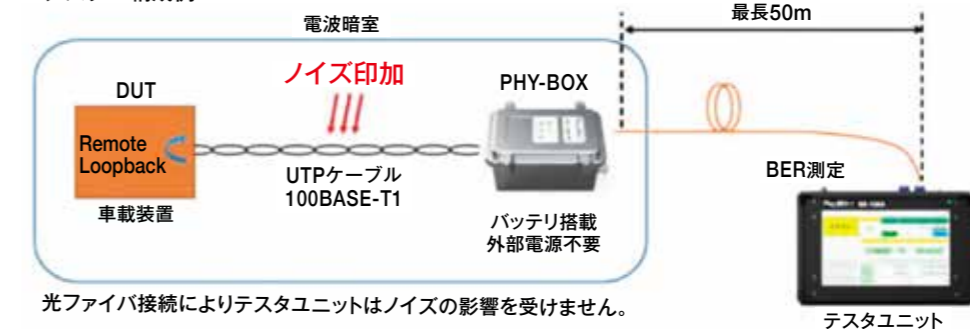 電波暗室
最長50m
ノイズ印加
DUT
PHY-BOX
Remote
Loopback
UTPケーブル
100BASE-T1
BER測定
車載装置
バッテリ搭載
外部電源不要
光ファイバ接続によりテスタユニットはノイズの影響を受けません。
テスタユニット